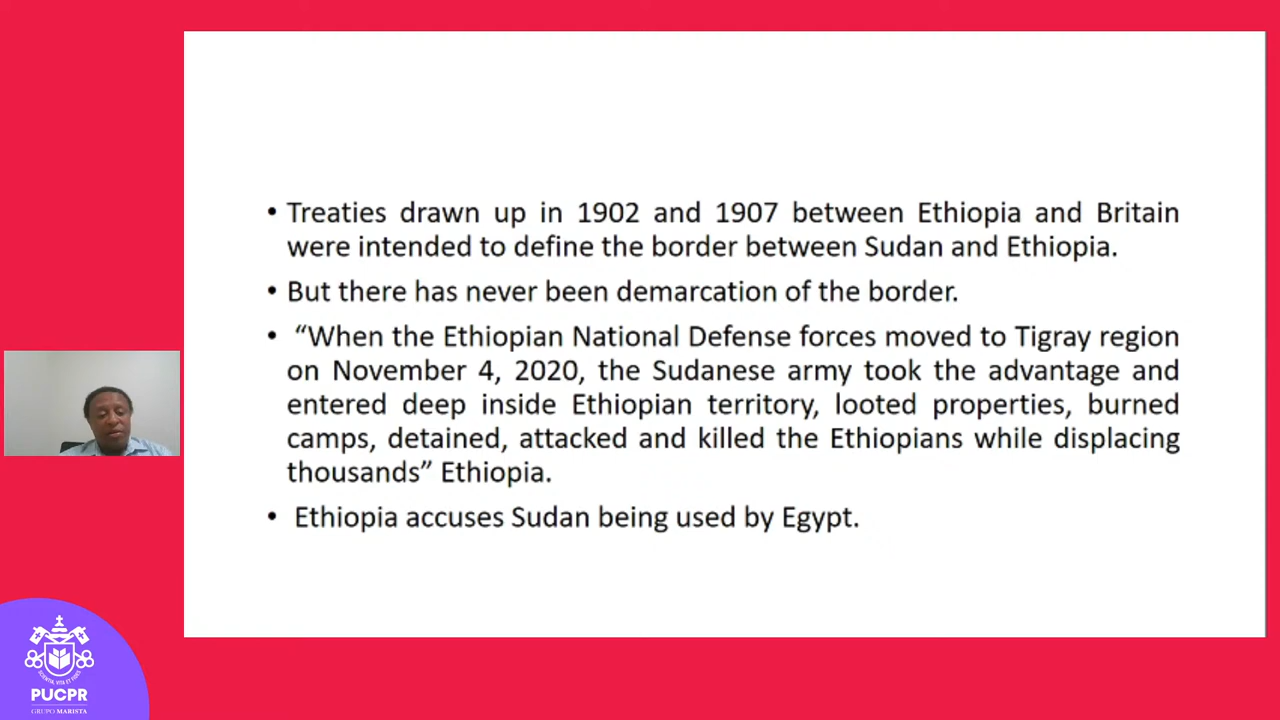 • Treaties drawn up in 1902 and 1907 between Ethiopia and Britain
were intended to define the border between Sudan and Ethiopia.
• But there has never been demarcation of the border.
• “When the Ethiopian National Defense forces moved to Tigray region
on November 4, 2020, the Sudanese army took the advantage and
entered deep inside Ethiopian territory, looted properties, burned
camps, detained, attacked and killed the Ethiopians while displacing
thousands” Ethiopia.
• Ethiopia accuses Sudan being used by Egypt.
PUCPR
GRUPO MARISTA